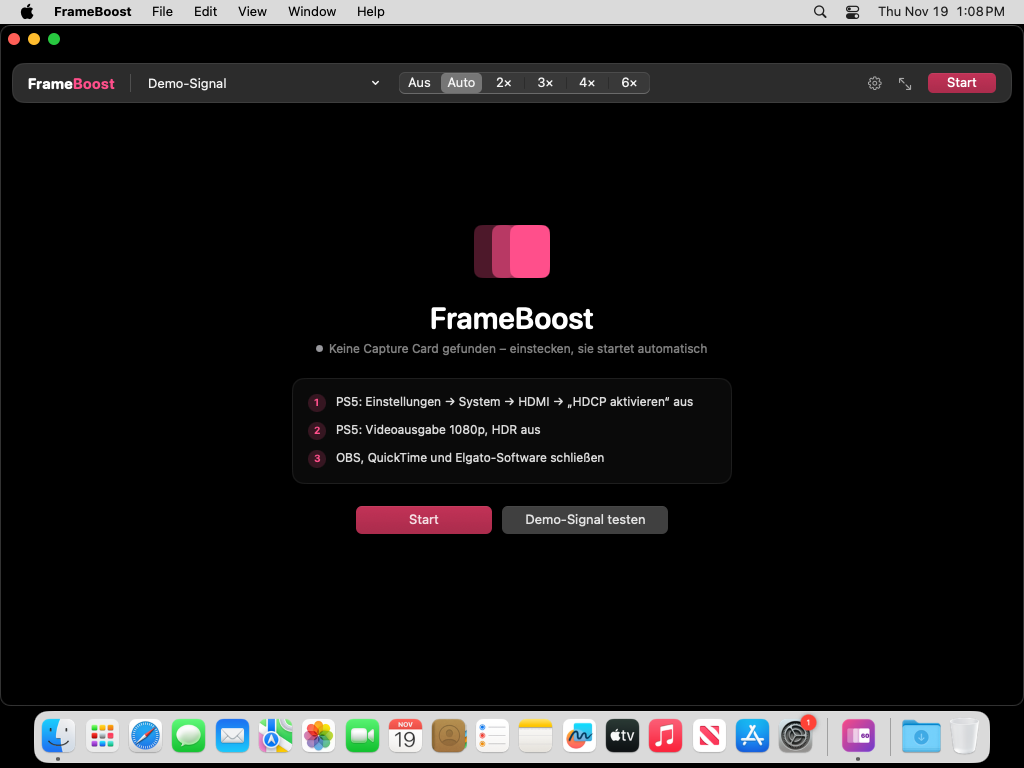 FrameBoost File Edit View Window Help Thu Nov 19 1:08 PM
FrameBoost Demo-Signal Aus Auto 2× 3× 4× 6× Start
FrameBoost
Keine Capture Card gefunden – einstecken, sie startet automatisch
1 PS5: Einstellungen → System → HDMI → „HDCP aktivieren“ aus
2 PS5: Videoausgabe 1080p, HDR aus
3 OBS, QuickTime und Elgato-Software schließen
Start Demo-Signal testen
NOV
19
tv
1
60